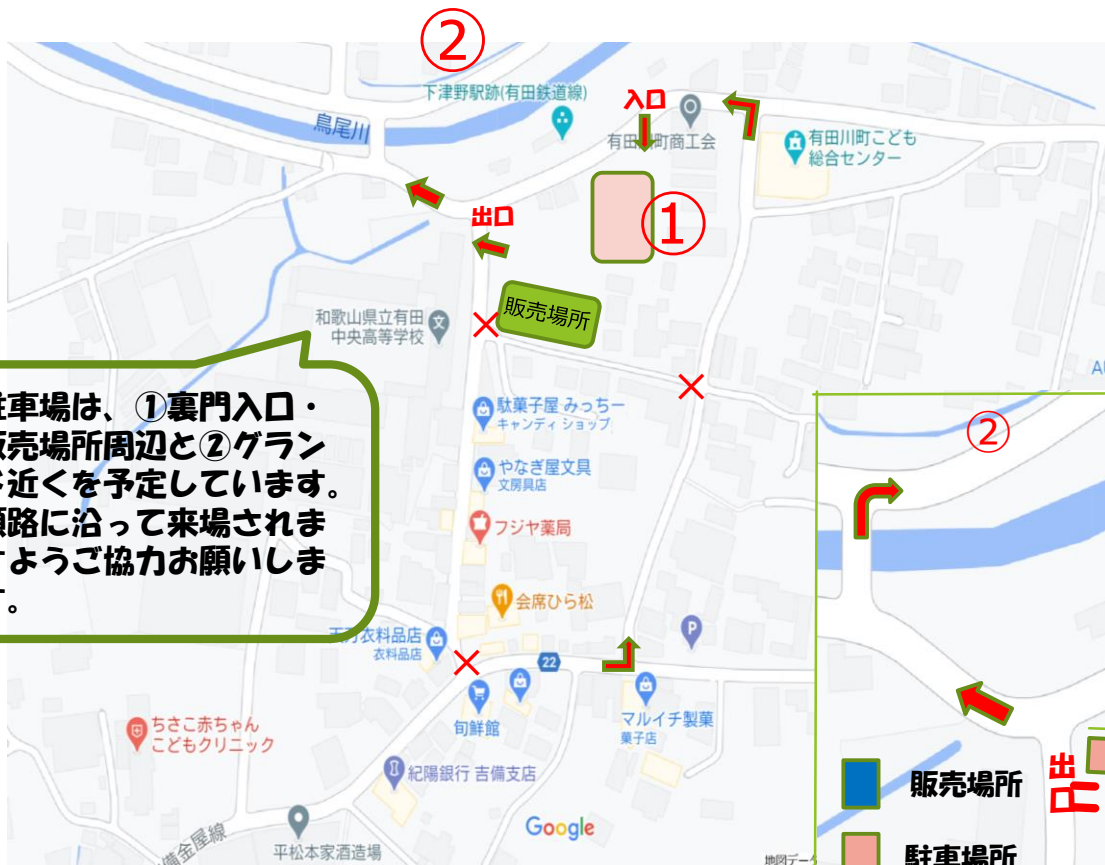 ②
下津野駅跡(有田鉄道線)
入口
鳥尾川
有田川町商工会
有田川町こども
総合センター
出口
①
販売場所
和歌山県立有田
中央高等学校
駐車場は、①裏門入口・
販売場所周辺と②グラン
ド近くを予定しています。
順路に沿って来場されま
すようご協力お願いしま
す。
駄菓子屋 みっちー
キャンディ ショップ
やなぎ屋文具
文房具店
フジヤ薬局
会席ひら松
衣料品店
衣料品店
22
P
旬鮮館
マルイチ製菓
菓子店
ちさこ赤ちゃん
こどもクリニック
紀陽銀行 吉備支店
備金屋線
平松本家酒造場
Google
地図データ
②
出口
販売場所
駐車場所